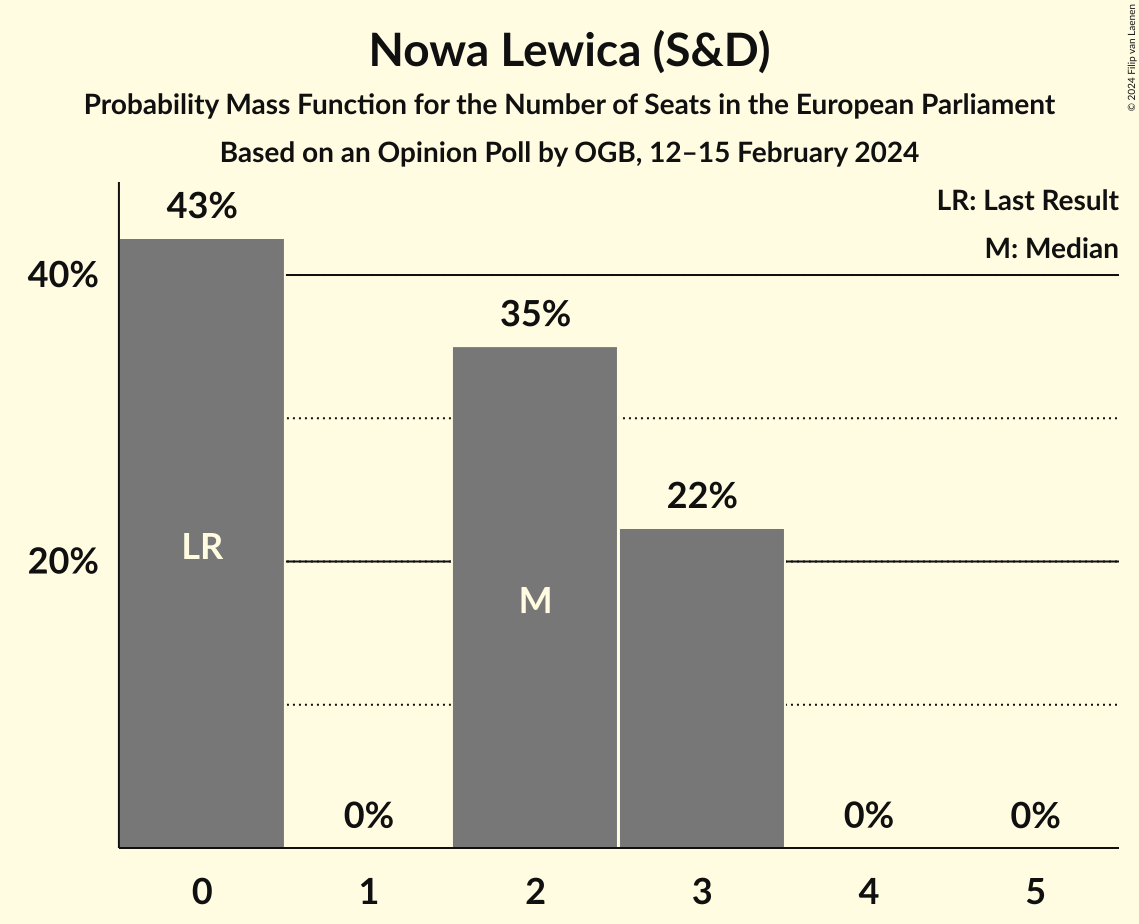 Nowa Lewica (S&D)
Probability Mass Function for the Number of Seats in the European Parliament
Based on an Opinion Poll by OGB, 12–15 February 2024
© 2024 Filip van Laenen
LR: Last Result
M: Median
43%
40%
35%
22%
20%
LR
M
0%
0%
0%
0
1
2
3
4
5